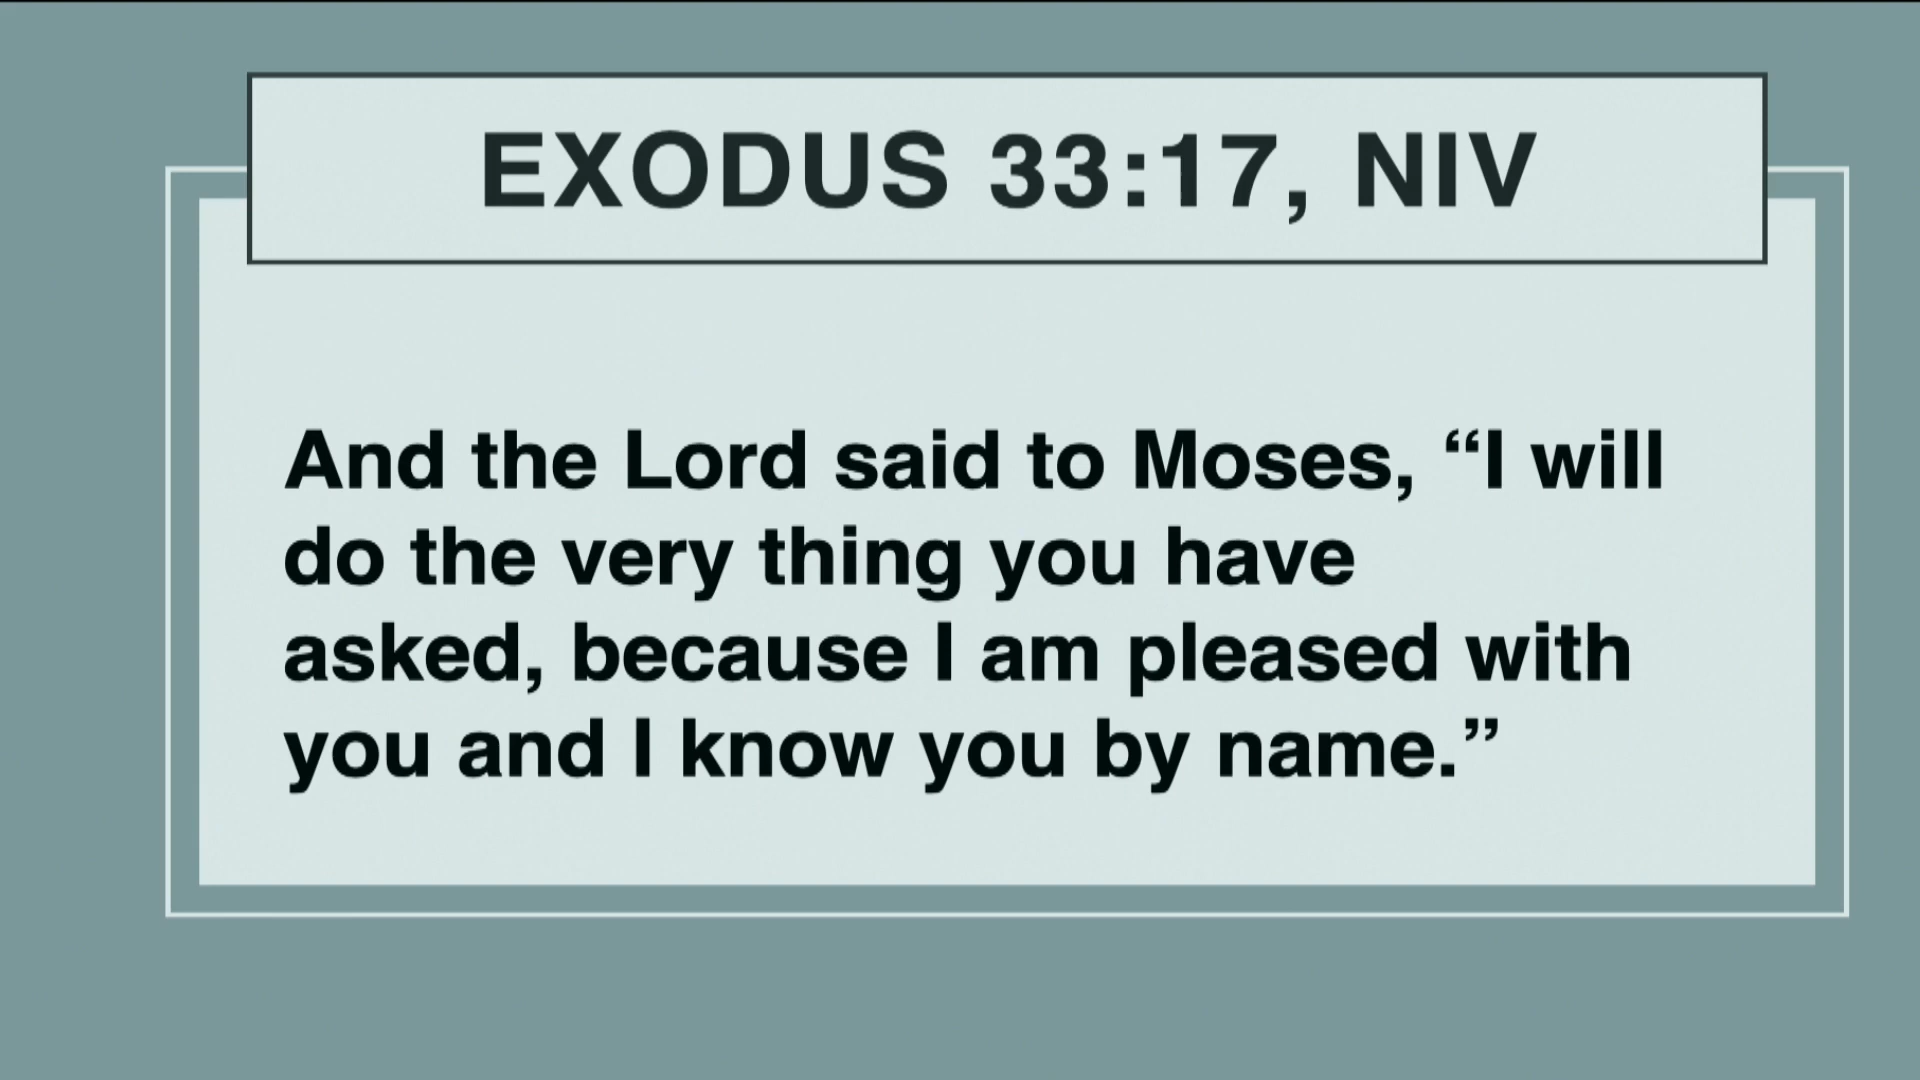 EXODUS 33:17, NIV
And the Lord said to Moses, “I will
do the very thing you have
asked, because I am pleased with
you and I know you by name.”